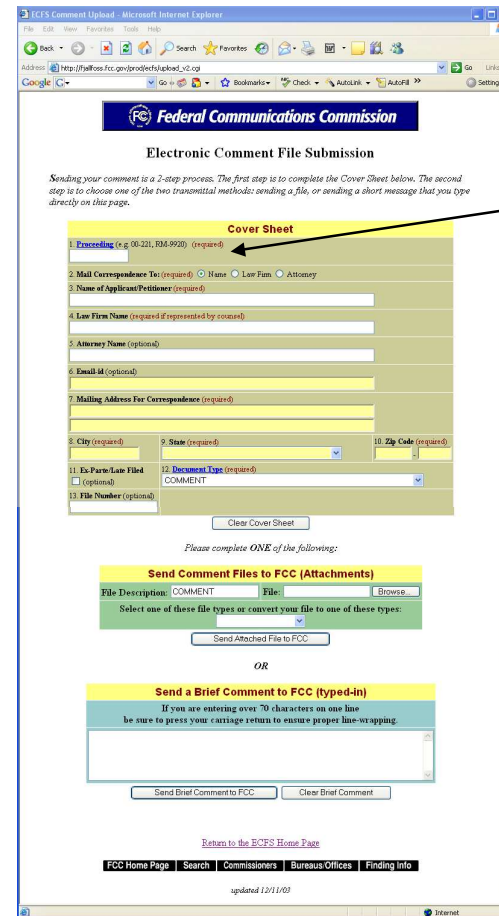 ECFS Comment Upload - Microsoft Internet Explorer
File Edit View Favorites Tools Help
Back Search Favorites
Address http://fjallfoss.fcc.gov/prod/ecfs/upload_v2.cgi Go Links
Google G Go Bookmarks Check AutoLink AutoFill Setting
FC Federal Communications Commission
Electronic Comment File Submission
Sending your comment is a 2-step process. The first step is to complete the Cover Sheet below. The second
step is to choose one of the two transmittal methods: sending a file, or sending a short message that you type
directly on this page.
Cover Sheet
1. Proceeding (e.g. 00-221, RM-9920) (required)
2. Mail Correspondence To: (required) Name Law Firm Attorney
3. Name of Applicant/Petitioner (required)
4. Law Firm Name (required if represented by counsel)
5. Attorney Name (optional)
6. Email-id (optional)
7. Mailing Address For Correspondence (required)
8. City (required) 9. State (required) 10. Zip Code (required)
-
11. Ex-Parte/Late Filed 12. Document Type (required)
(optional) COMMENT
13. File Number (optional)
Clear Cover Sheet
Please complete ONE of the following:
Send Comment Files to FCC (Attachments)
File Description: COMMENT File: Browse...
Select one of these file types or convert your file to one of these types:
Send Attached File to FCC
OR
Send a Brief Comment to FCC (typed-in)
If you are entering over 70 characters on one line
be sure to press your carriage return to ensure proper line-wrapping.
Send Brief Comment to FCC Clear Brief Comment
Return to the ECFS Home Page
FCC Home Page Search Commissioners Bureaus/Offices Finding Info
updated 12/11/03
Internet